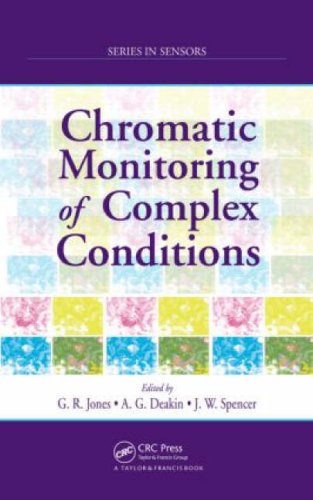 SERIES IN SENSORS
Chromatic
Monitoring
of Complex
Conditions
Edited by
G. R. Jones • A. G. Deakin • J. W. Spencer
CRC
CRC Press
Taylor & Francis Group
A TAYLOR & FRANCIS BOOK